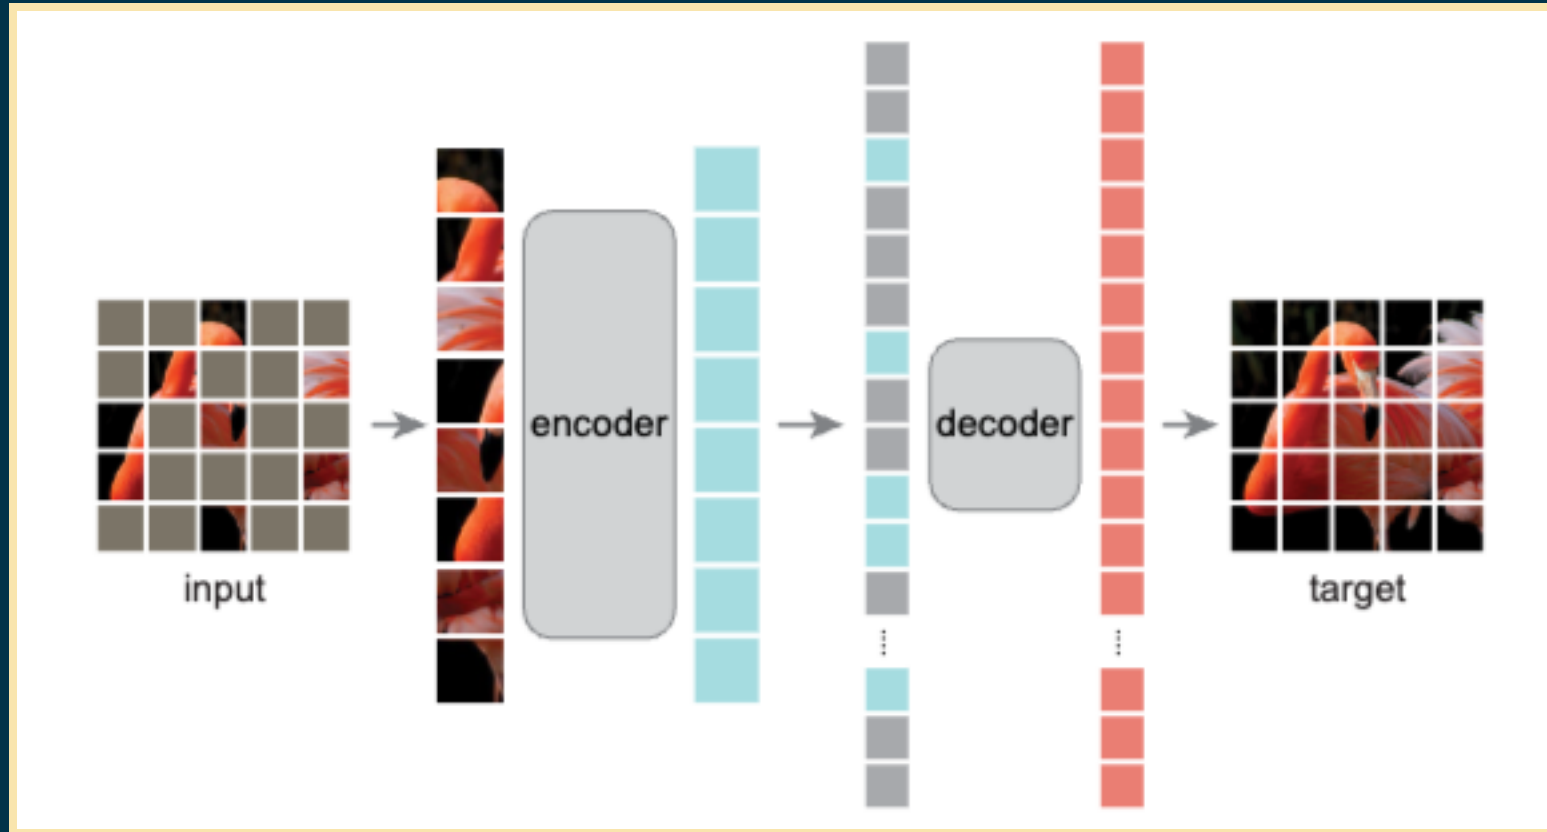 input
encoder
decoder
target